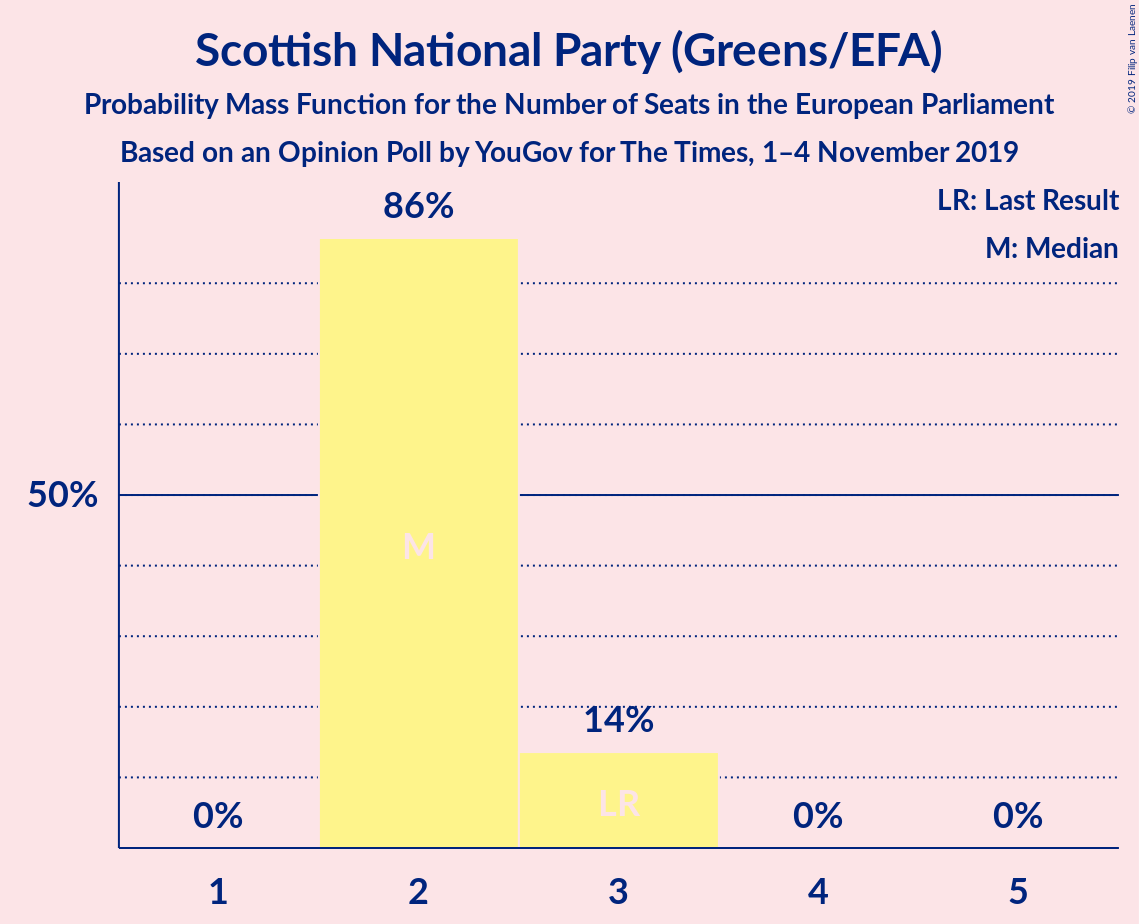 Scottish National Party (Greens/EFA)
Probability Mass Function for the Number of Seats in the European Parliament
Based on an Opinion Poll by YouGov for The Times, 1–4 November 2019
© 2019 Filip van Laenen
LR: Last Result
M: Median
86%
50%
M
14%
LR
0%
0%
0%
1
2
3
4
5